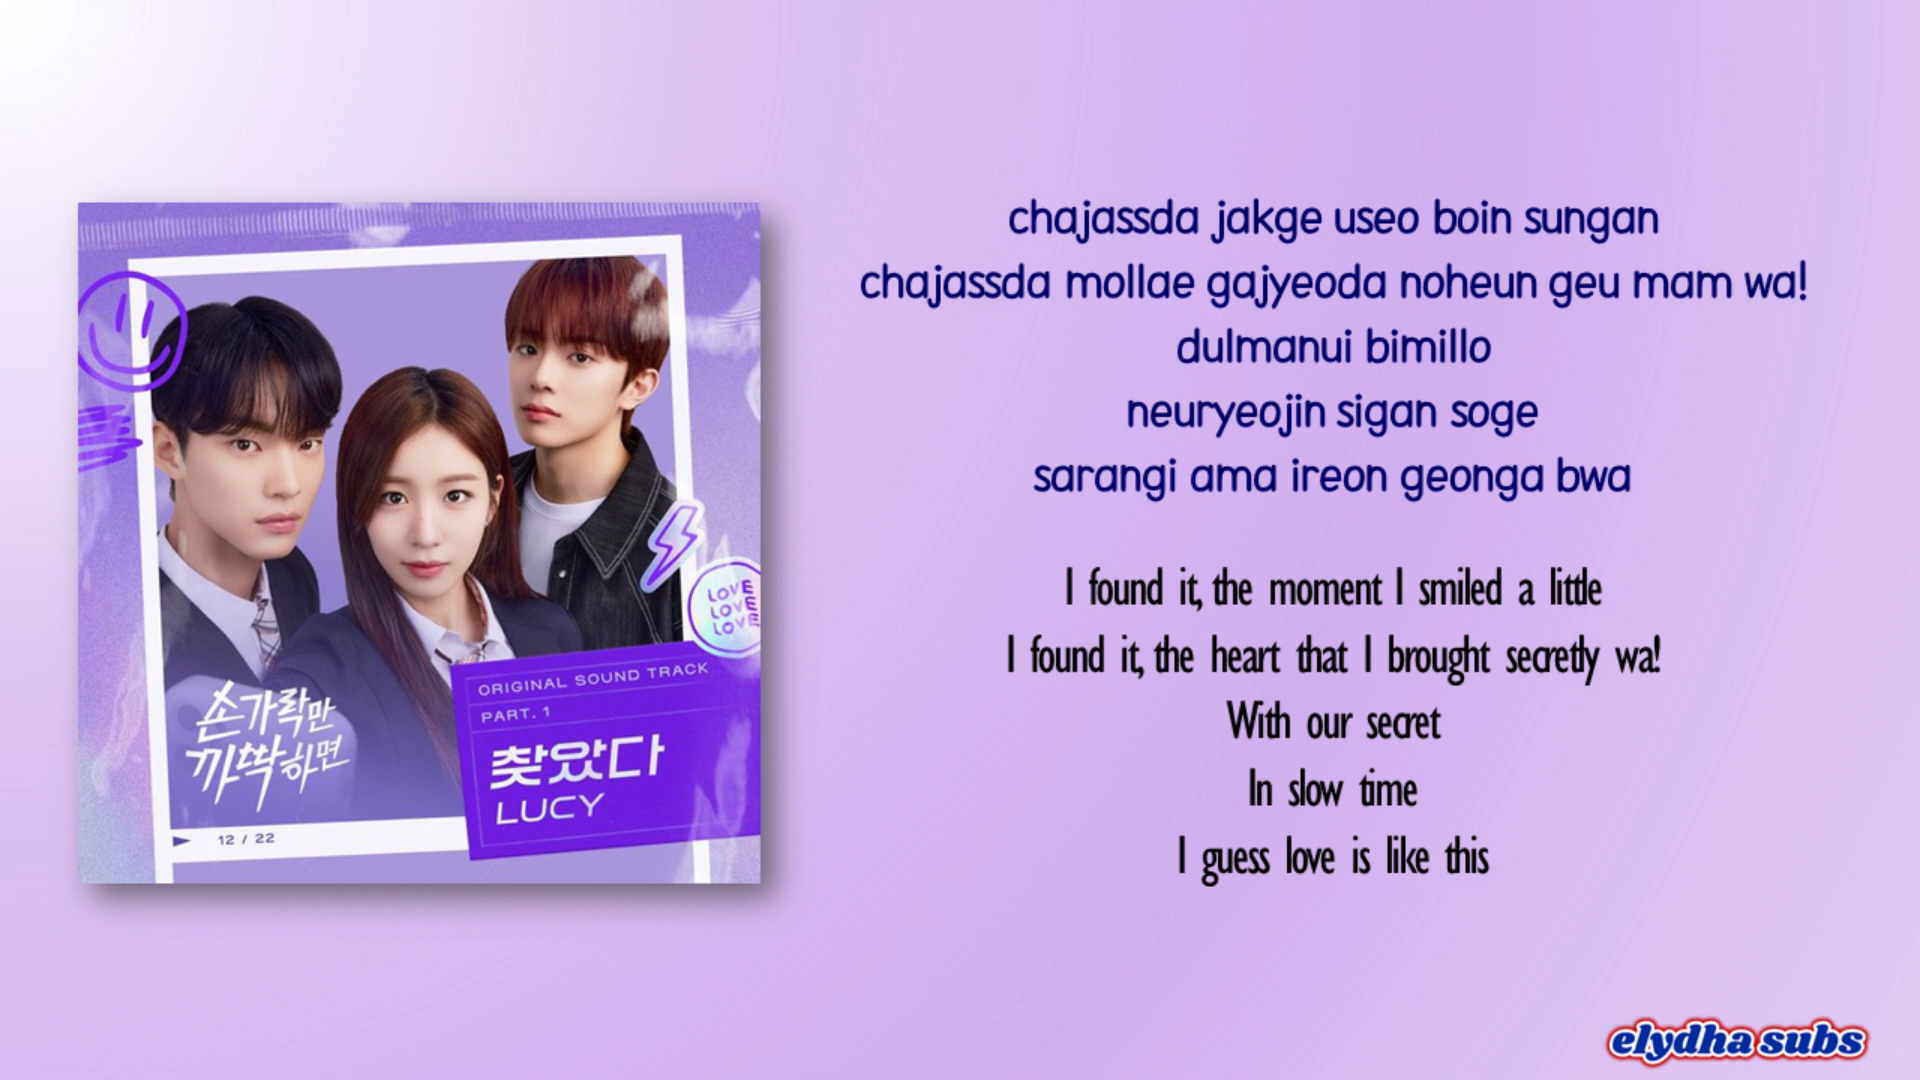 LOVE
LOVE
LOVE
ORIGINAL SOUND TRACK
PART. 1
찾았다
LUCY
손가락만
까딱하면
12 / 22
chajassda jakge useo boin sungan
chajassda mollae gajyeoda noheun geu mam wa!
dulmanui bimillo
neuryeojin sigan soge
sarangi ama ireon geonga bwa
I found it, the moment I smiled a little
I found it, the heart that I brought secretly wa!
With our secret
In slow time
I guess love is like this
elydha subs